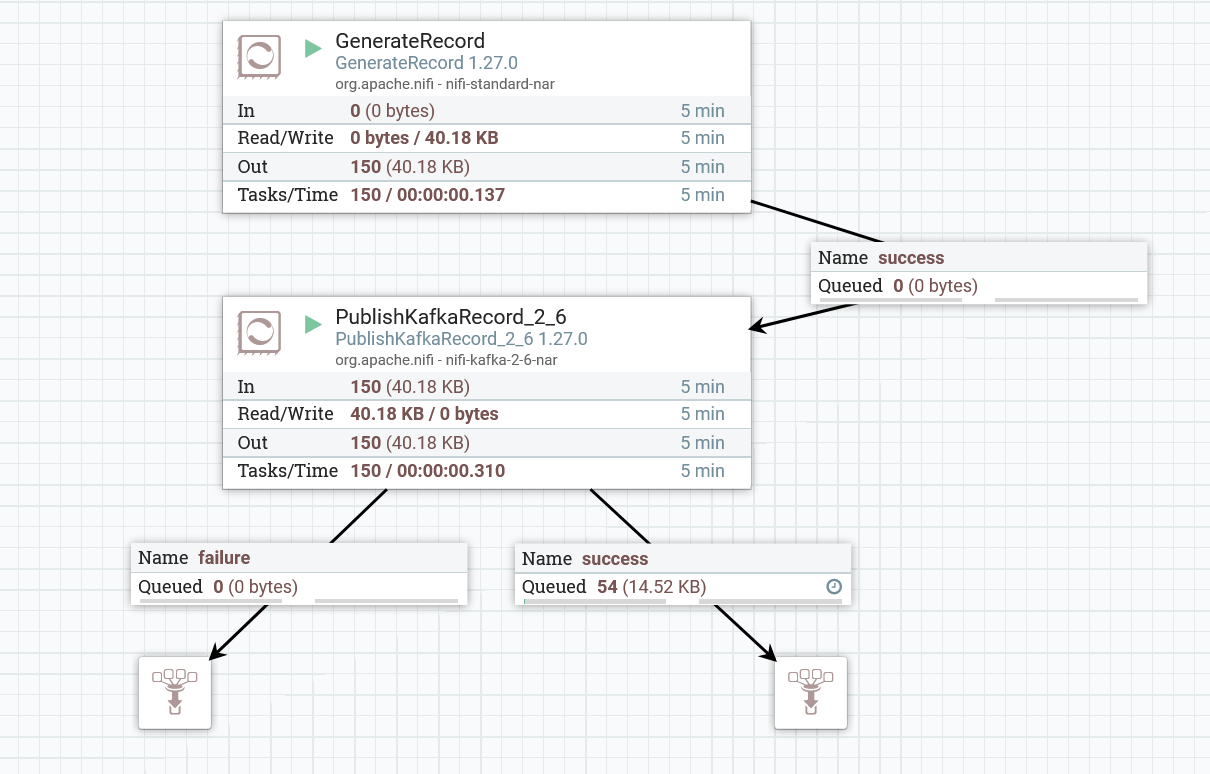 GenerateRecord
GenerateRecord 1.27.0
org.apache.nifi - nifi-standard-nar
In 0 (0 bytes) 5 min
Read/Write 0 bytes / 40.18 KB 5 min
Out 150 (40.18 KB) 5 min
Tasks/Time 150 / 00:00:00.137 5 min
Name success
Queued 0 (0 bytes)
PublishKafkaRecord_2_6
PublishKafkaRecord_2_6 1.27.0
org.apache.nifi - nifi-kafka-2-6-nar
In 150 (40.18 KB) 5 min
Read/Write 40.18 KB / 0 bytes 5 min
Out 150 (40.18 KB) 5 min
Tasks/Time 150 / 00:00:00.310 5 min
Name failure
Queued 0 (0 bytes)
Name success
Queued 54 (14.52 KB)